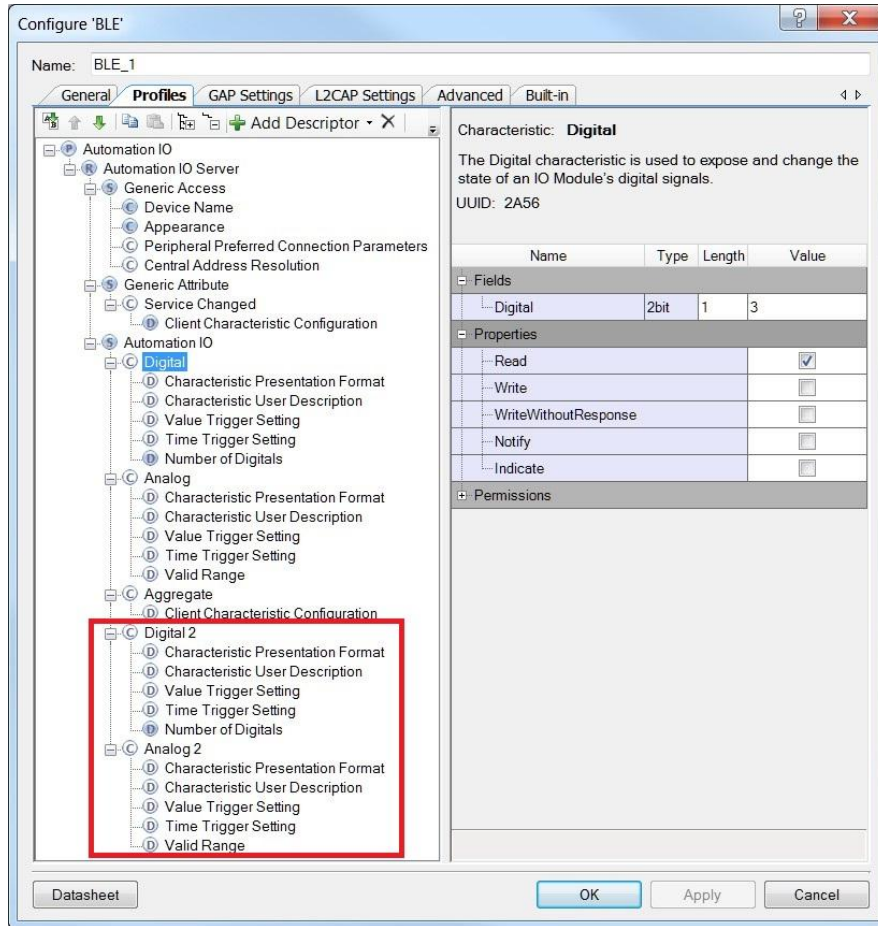 Configure 'BLE'
Name: BLE_1
General Profiles GAP Settings L2CAP Settings Advanced Built-in
Add Descriptor
P Automation IO
R Automation IO Server
S Generic Access
C Device Name
C Appearance
C Peripheral Preferred Connection Parameters
C Central Address Resolution
S Generic Attribute
C Service Changed
D Client Characteristic Configuration
S Automation IO
C Digital
D Characteristic Presentation Format
D Characteristic User Description
D Value Trigger Setting
D Time Trigger Setting
D Number of Digitals
C Analog
D Characteristic Presentation Format
D Characteristic User Description
D Value Trigger Setting
D Time Trigger Setting
D Valid Range
C Aggregate
D Client Characteristic Configuration
C Digital 2
D Characteristic Presentation Format
D Characteristic User Description
D Value Trigger Setting
D Time Trigger Setting
D Number of Digitals
C Analog 2
D Characteristic Presentation Format
D Characteristic User Description
D Value Trigger Setting
D Time Trigger Setting
D Valid Range
Characteristic: Digital
The Digital characteristic is used to expose and change the
state of an IO Module's digital signals.
UUID: 2A56
Name Type Length Value
Fields
Digital 2bit 1 3
Properties
Read
Write
WriteWithoutResponse
Notify
Indicate
Permissions
Datasheet OK Apply Cancel